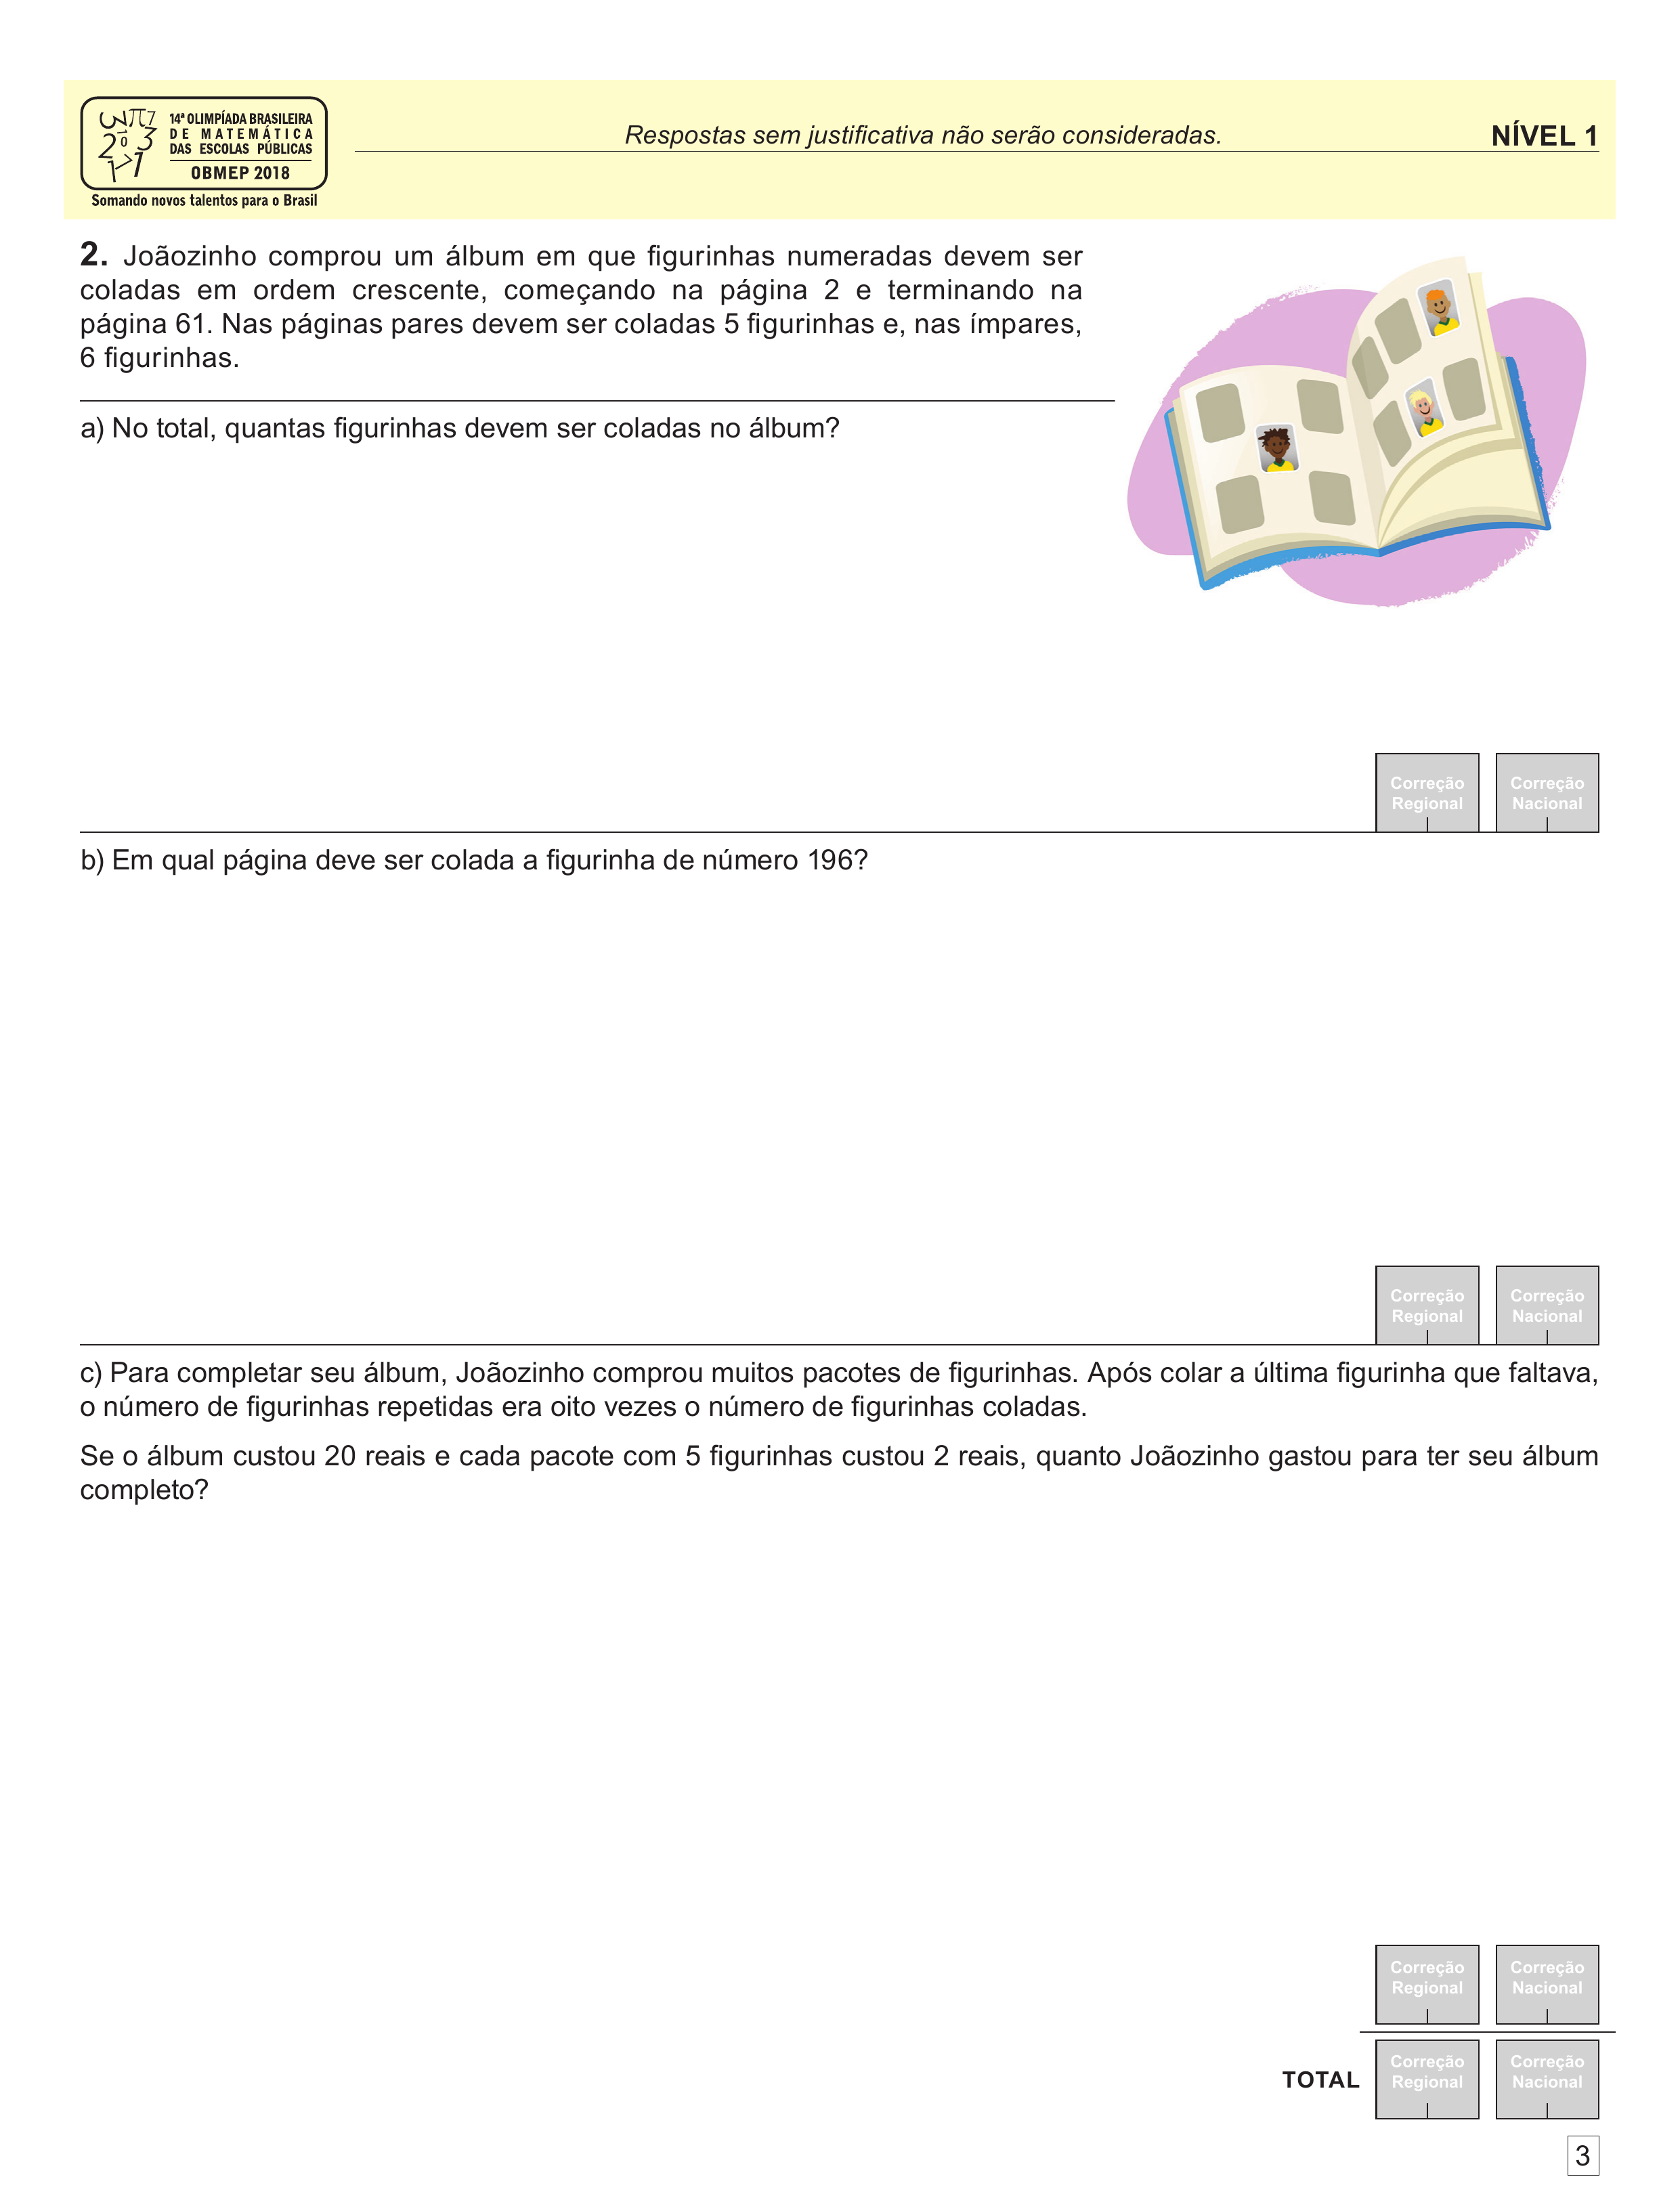 14ª OLIMPÍADA BRASILEIRA
DE MATEMÁTICA
DAS ESCOLAS PÚBLICAS
OBMEP 2018
Somando novos talentos para o Brasil
Respostas sem justificativa não serão consideradas.
NÍVEL 1
2. Joãozinho comprou um álbum em que figurinhas numeradas devem ser
coladas em ordem crescente, começando na página 2 e terminando na
página 61. Nas páginas pares devem ser coladas 5 figurinhas e, nas ímpares,
6 figurinhas.
a) No total, quantas figurinhas devem ser coladas no álbum?
Correção
Regional
Correção
Nacional
b) Em qual página deve ser colada a figurinha de número 196?
Correção
Regional
Correção
Nacional
c) Para completar seu álbum, Joãozinho comprou muitos pacotes de figurinhas. Após colar a última figurinha que faltava,
o número de figurinhas repetidas era oito vezes o número de figurinhas coladas.
Se o álbum custou 20 reais e cada pacote com 5 figurinhas custou 2 reais, quanto Joãozinho gastou para ter seu álbum
completo?
Correção
Regional
Correção
Nacional
TOTAL
Correção
Regional
Correção
Nacional
3